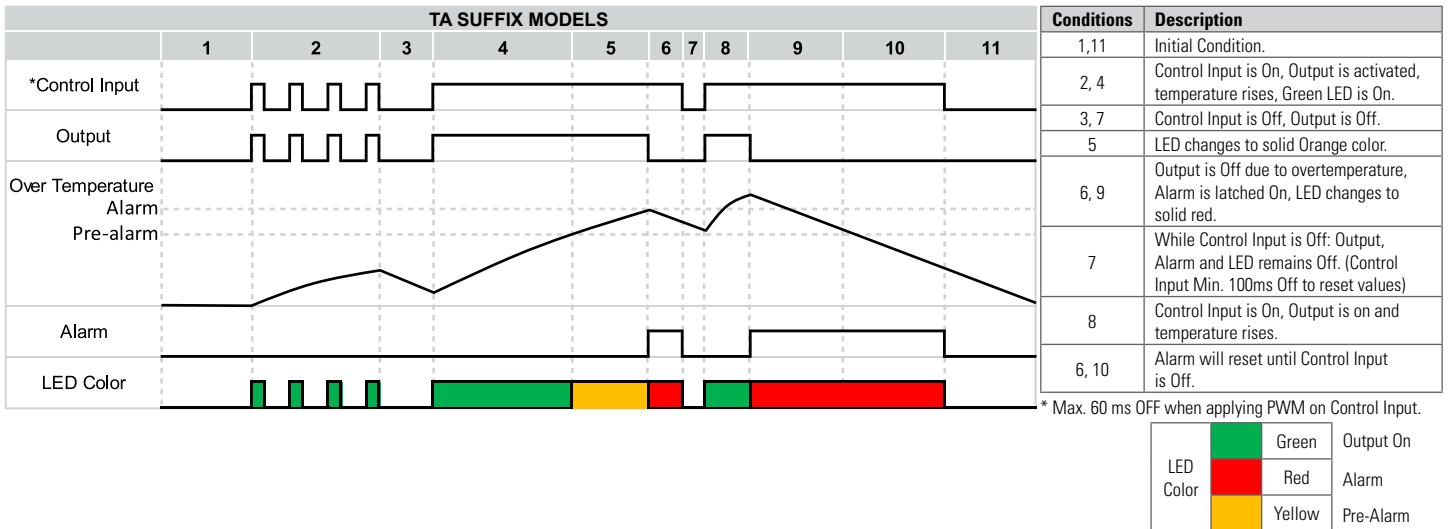 TA SUFFIX MODELS
1 2 3 4 5 6 7 8 9 10 11
*Control Input
Output
Over Temperature
Alarm
Pre-alarm
Alarm
LED Color
Conditions Description
1,11 Initial Condition.
2, 4 Control Input is On, Output is activated,
temperature rises, Green LED is On.
3, 7 Control Input is Off, Output is Off.
5 LED changes to solid Orange color.
6, 9 Output is Off due to overtemperature,
Alarm is latched On, LED changes to
solid red.
7 While Control Input is Off: Output,
Alarm and LED remains Off. (Control
Input Min. 100ms Off to reset values)
8 Control Input is On, Output is on and
temperature rises.
6, 10 Alarm will reset until Control Input
is Off.
* Max. 60 ms OFF when applying PWM on Control Input.
LED
Color
Green Output On
Red Alarm
Yellow Pre-Alarm